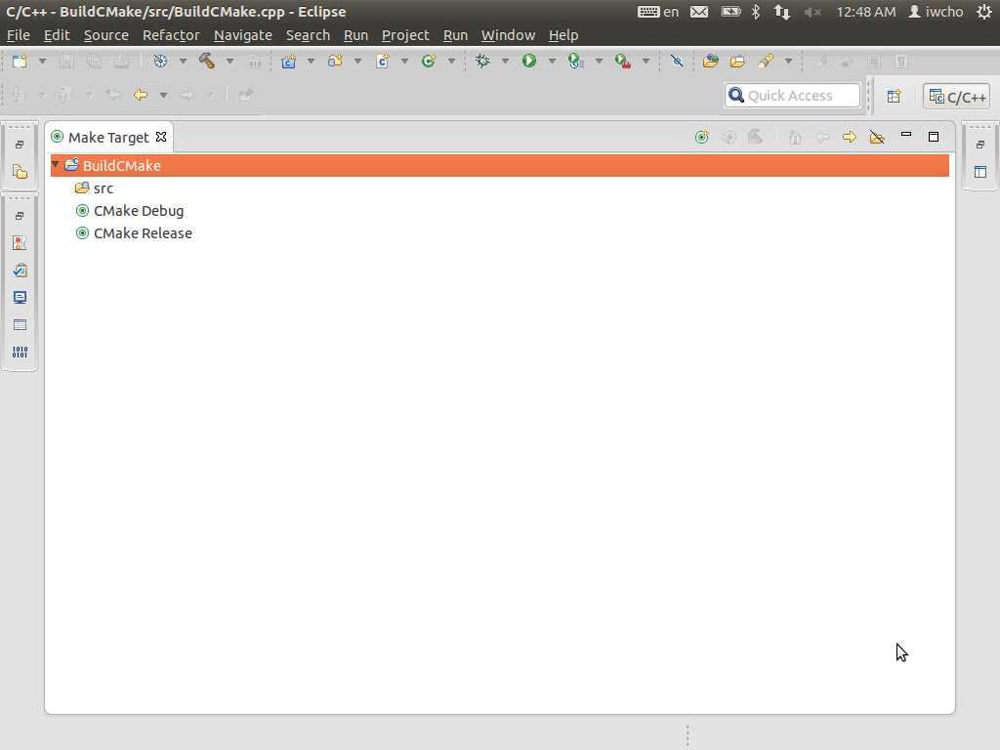 C/C++ - BuildCMake/src/BuildCMake.cpp - Eclipse en 12:48 AM iwcho
File Edit Source Refactor Navigate Search Run Project Run Window Help
010
Quick Access C/C++
Make Target
BuildCMake
src
CMake Debug
CMake Release
1010
0101